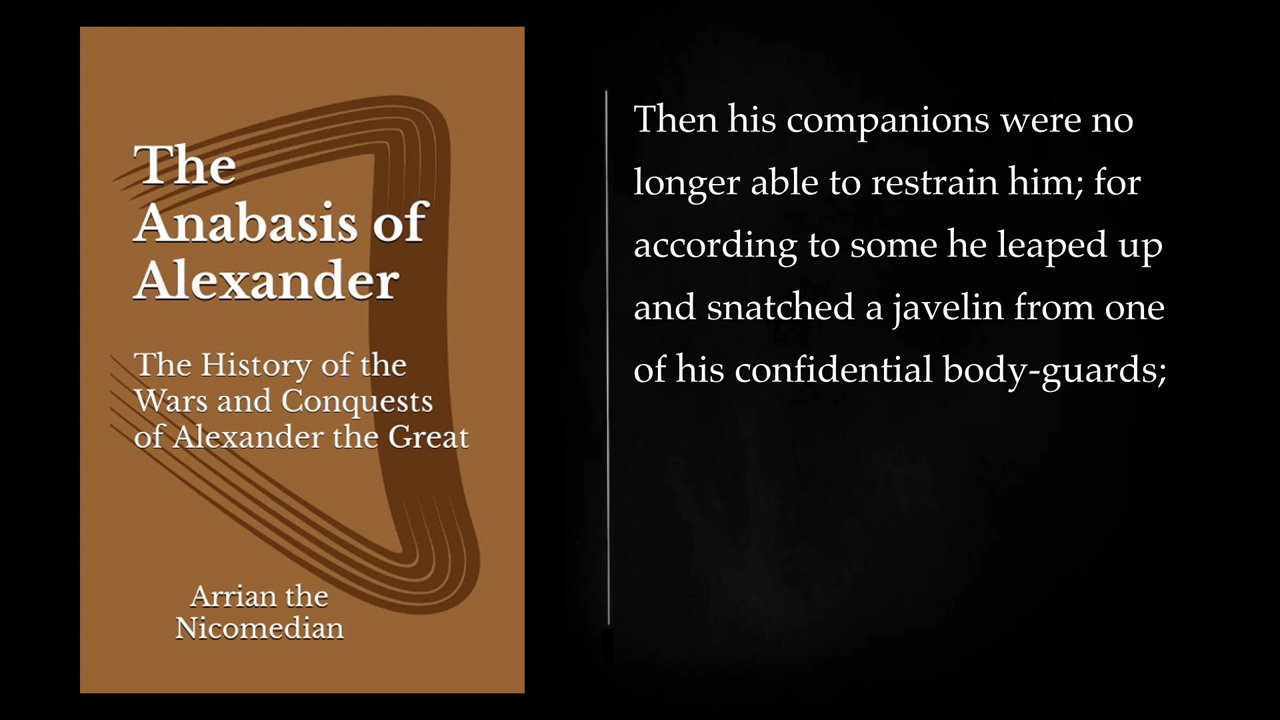 The
Anabasis of
Alexander
The History of the
Wars and Conquests
of Alexander the Great
Arrian the
Nicomedian
Then his companions were no
longer able to restrain him; for
according to some he leaped up
and snatched a javelin from one
of his confidential body-guards;